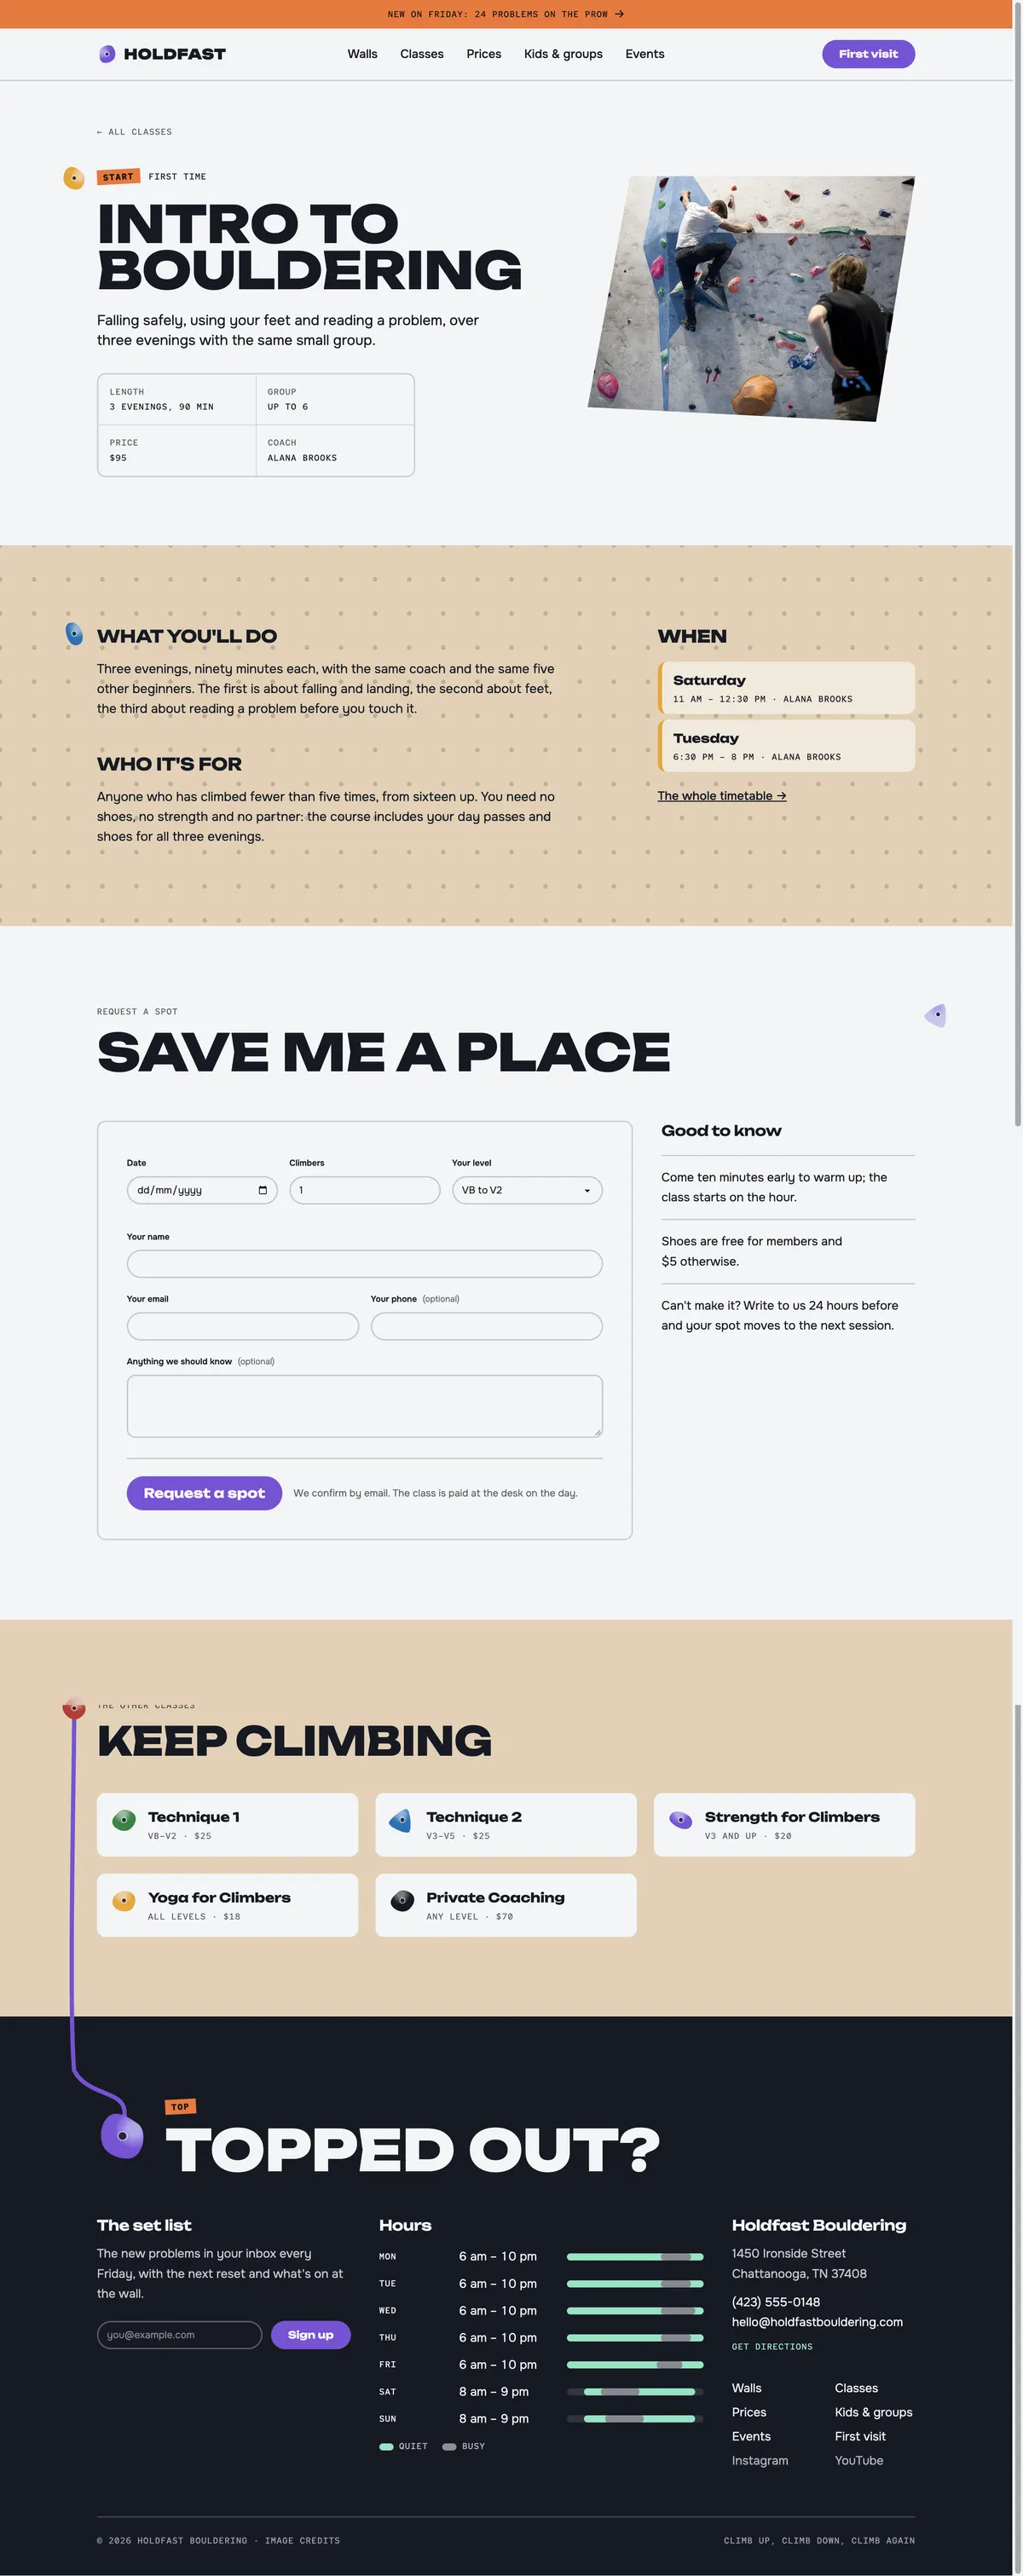 NEW ON FRIDAY: 24 PROBLEMS ON THE PROW →
HOLDFAST
Walls
Classes
Prices
Kids & groups
Events
First visit
← ALL CLASSES
START
FIRST TIME
INTRO TO
BOULDERING
Falling safely, using your feet and reading a problem, over
three evenings with the same small group.
LENGTH
3 EVENINGS, 90 MIN
GROUP
UP TO 6
PRICE
$95
COACH
ALANA BROOKS
WHAT YOU'LL DO
Three evenings, ninety minutes each, with the same coach and the same five
other beginners. The first is about falling and landing, the second about feet,
the third about reading a problem before you touch it.
WHO IT'S FOR
Anyone who has climbed fewer than five times, from sixteen up. You need no
shoes, no strength and no partner: the course includes your day passes and
shoes for all three evenings.
WHEN
Saturday
11 AM – 12:30 PM · ALANA BROOKS
Tuesday
6:30 PM – 8 PM · ALANA BROOKS
The whole timetable →
REQUEST A SPOT
SAVE ME A PLACE
Date
dd/mm/yyyy
Climbers
1
Your level
VB to V2
Your name
Your email
Your phone (optional)
Anything we should know (optional)
Request a spot
We confirm by email. The class is paid at the desk on the day.
Good to know
Come ten minutes early to warm up; the
class starts on the hour.
Shoes are free for members and
$5 otherwise.
Can't make it? Write to us 24 hours before
and your spot moves to the next session.
THE OTHER CLASSES
KEEP CLIMBING
Technique 1
VB–V2 · $25
Technique 2
V3–V5 · $25
Strength for Climbers
V3 AND UP · $20
Yoga for Climbers
ALL LEVELS · $18
Private Coaching
ANY LEVEL · $70
TOP
TOPPED OUT?
The set list
The new problems in your inbox every
Friday, with the next reset and what's on at
the wall.
you@example.com
Sign up
Hours
MON 6 am – 10 pm
TUE 6 am – 10 pm
WED 6 am – 10 pm
THU 6 am – 10 pm
FRI 6 am – 10 pm
SAT 8 am – 9 pm
SUN 8 am – 9 pm
QUIET
BUSY
Holdfast Bouldering
1450 Ironside Street
Chattanooga, TN 37408
(423) 555-0148
hello@holdfastbouldering.com
GET DIRECTIONS
Walls
Classes
Prices
Kids & groups
Events
First visit
Instagram
YouTube
© 2026 HOLDFAST BOULDERING · IMAGE CREDITS
CLIMB UP, CLIMB DOWN, CLIMB AGAIN